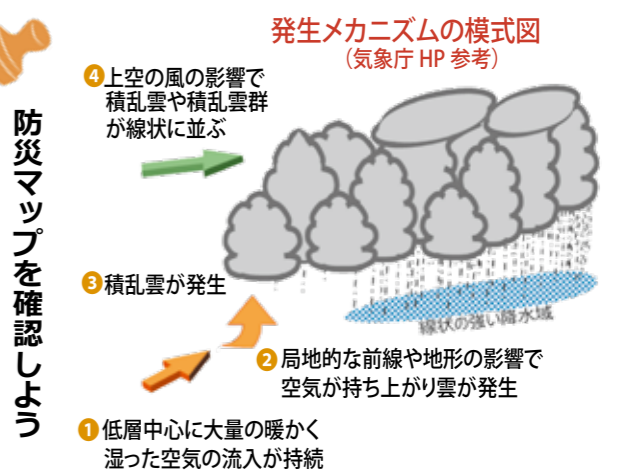 発生メカニズムの模式図
(気象庁 HP 参考)
防災マップを確認しよう
❹上空の風の影響で
積乱雲や積乱雲群
が線状に並ぶ
❸積乱雲が発生
線状の強い降水域
❷局地的な前線や地形の影響で
空気が持ち上がり雲が発生
❶低層中心に大量の暖かく
湿った空気の流入が持続